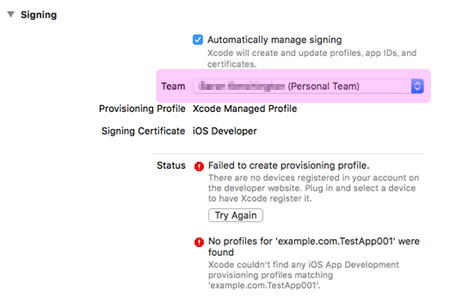 Signing
Automatically manage signing
Xcode will create and update profiles, app IDs, and
certificates.
Team (Personal Team)
Provisioning Profile Xcode Managed Profile
Signing Certificate iOS Developer
Status Failed to create provisioning profile.
There are no devices registered in your account on
the developer website. Plug in and select a device
to have Xcode register it.
Try Again
No profiles for 'example.com.TestApp001' were
found
Xcode couldn't find any iOS App Development
provisioning profiles matching
'example.com.TestApp001'.